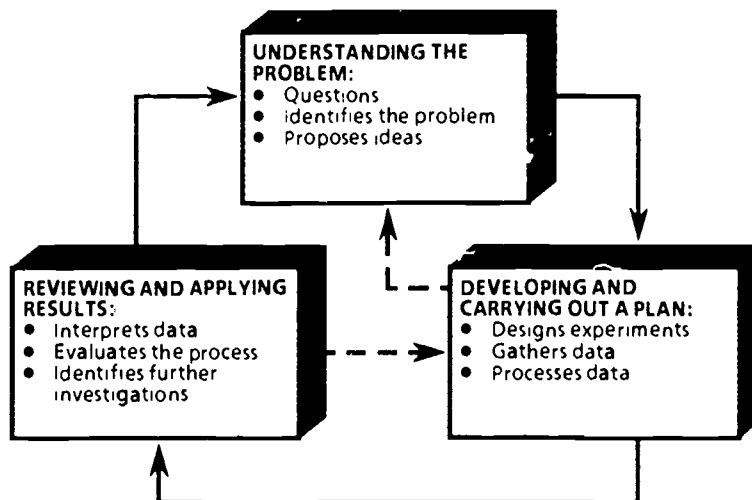 UNDERSTANDING THE
PROBLEM:
● Questions
● identifies the problem
● Proposes ideas
REVIEWING AND APPLYING
RESULTS:
● Interprets data
● Evaluates the process
● Identifies further
investigations
DEVELOPING AND
CARRYING OUT A PLAN:
● Designs experiments
● Gathers data
● Processes data